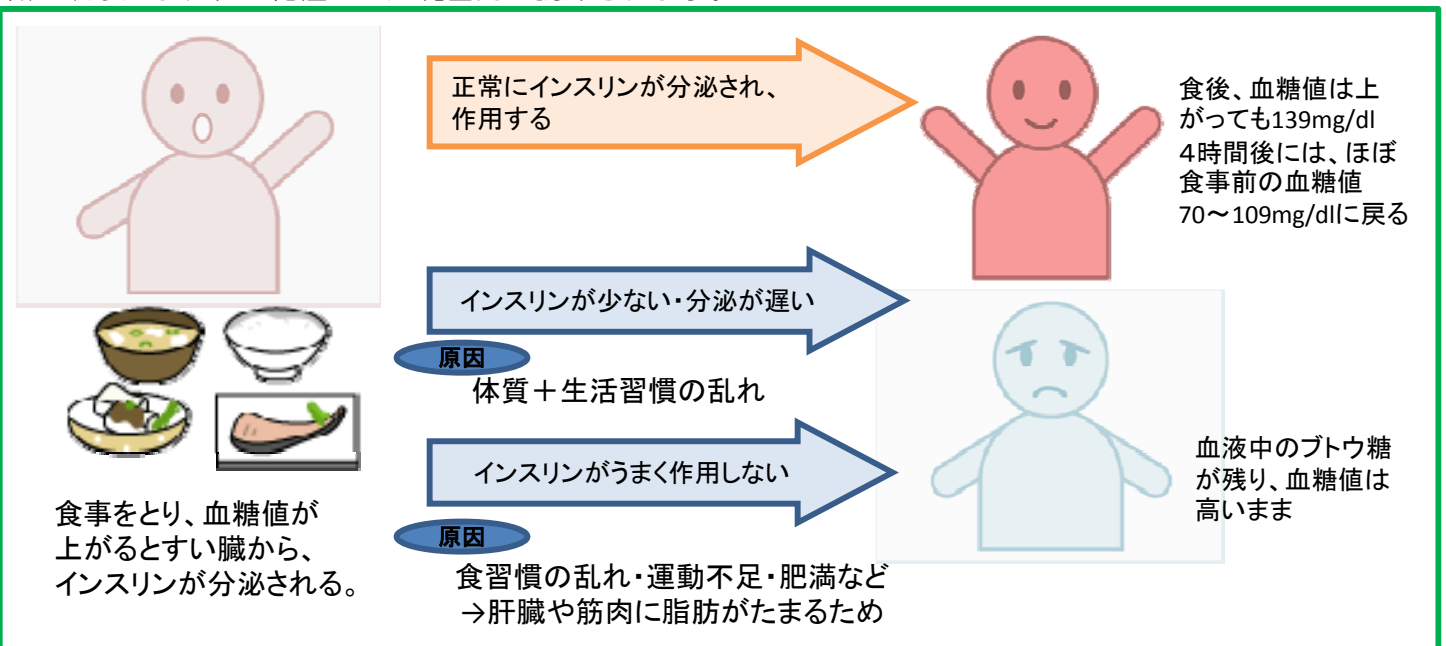 正常にインスリンが分泌され、
作用する
食後、血糖値は上
がっても139mg/dl
４時間後には、ほぼ
食事前の血糖値
70～109mg/dlに戻る
インスリンが少ない・分泌が遅い
原因
体質＋生活習慣の乱れ
インスリンがうまく作用しない
原因
食習慣の乱れ・運動不足・肥満など
→肝臓や筋肉に脂肪がたまるため
血液中のブトウ糖
が残り、血糖値は
高いまま
食事をとり、血糖値が
上がるとすい臓から、
インスリンが分泌される。